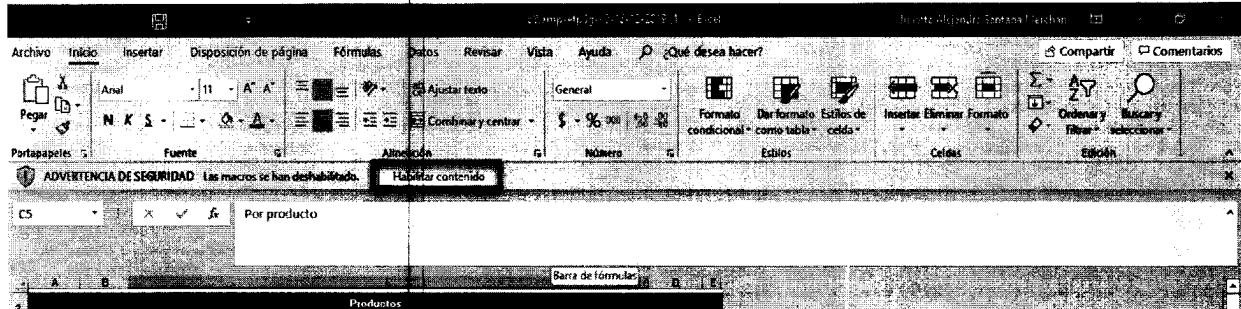 Archivo Inicio Insertar Disposición de página Fórmulas Datos Revisar Vista Ayuda ¿Qué desea hacer? Compartir Comentarios
Pegar Arial 11 A A Ajustar texto General
N K S A Combinar y centrar $ % 000 Formato condicional Dar formato como tabla Estilos de celda Insertar Eliminar Formato Ordenar y filtrar Buscar y seleccionar
Portapapeles Fuente Alineación Número Estilos Celdas Edición
ADVERTENCIA DE SEGURIDAD Las macros se han deshabilitado. Habilitar contenido
C5 fx Por producto
Barra de fórmulas
A B D E
Productos